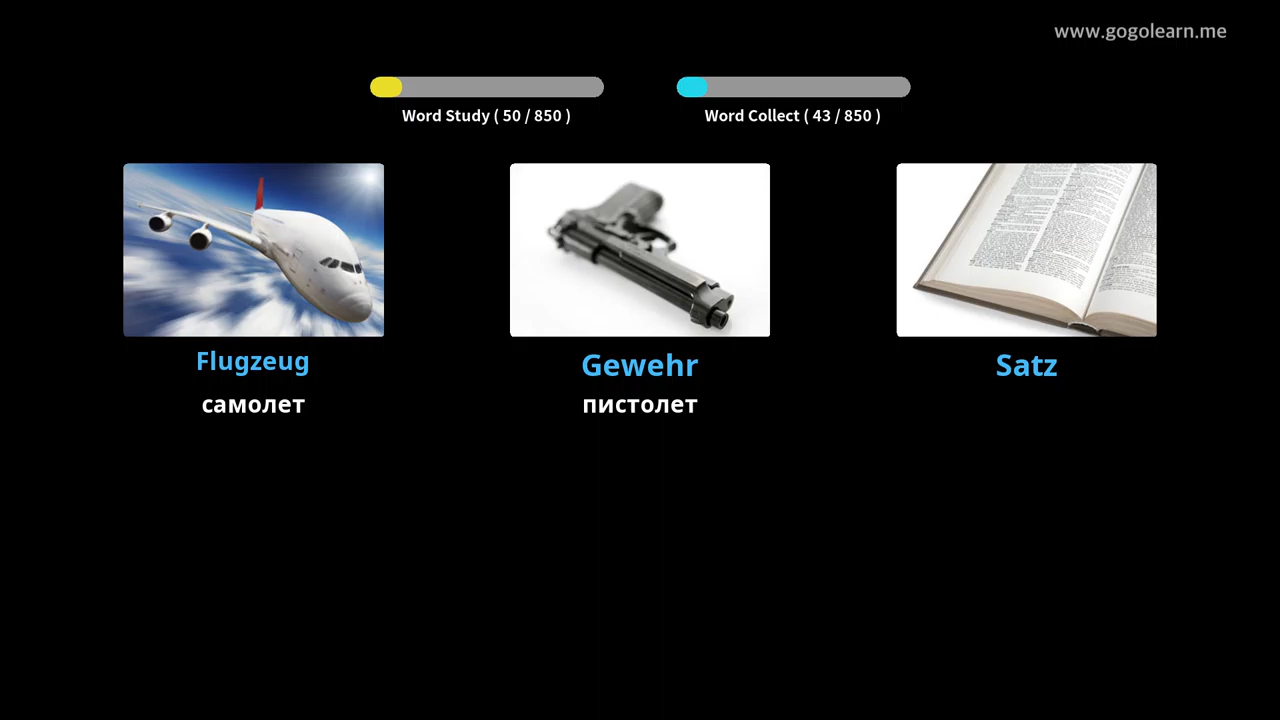 www.gogolearn.me
Word Study ( 50 / 850 )
Word Collect ( 43 / 850 )
Flugzeug
Gewehr
Satz
самолет
пистолет